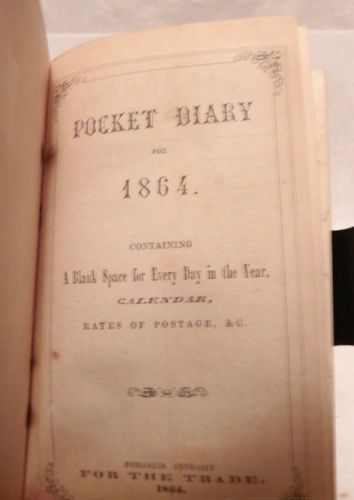 POCKET DIARY
FOR
1864.
CONTAINING
A Blank Space for Every Day in the Year,
CALENDAR,
RATES OF POSTAGE, &C.
PUBLISHED ANNUALLY
FOR THE TRADE,
1864.